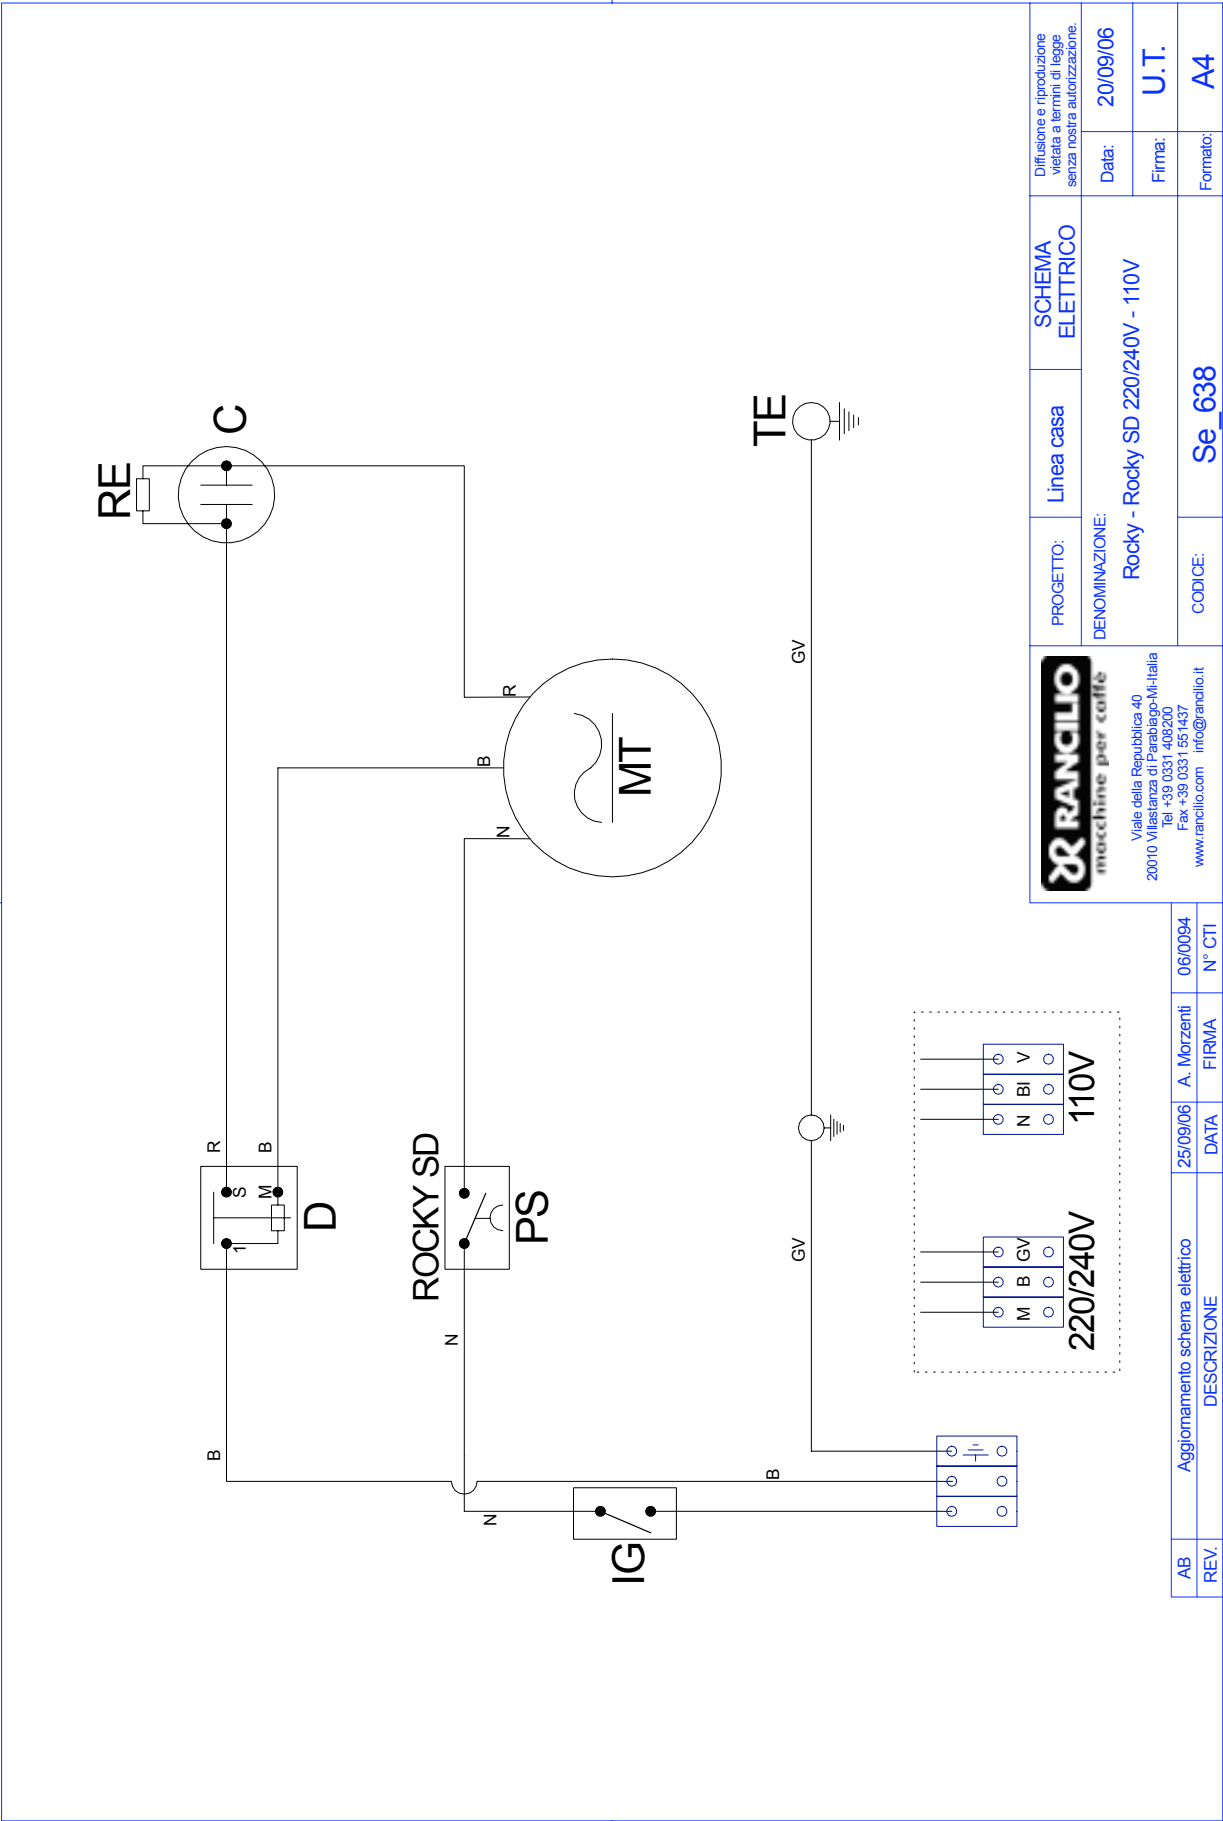 RE
C
R
B
S
M
1
D
B
ROCKY SD
PS
N
N
IG
B
N
B
R
MT
TE
GV
GV
M
B
GV
220/240V
N
BI
V
110V
AB
Aggiornamento schema elettrico
25/09/06
A. Morzenti
06/0094
REV.
DESCRIZIONE
DATA
FIRMA
N° CTI
RANCILIO
macchine per caffè
Viale della Repubblica 40
20010 Villastanza di Parabiago-Mi-Italia
Tel +39 0331 408200
Fax +39 0331 551437
www.rancilio.com info@rancilio.it
PROGETTO:
Linea casa
SCHEMA
ELETTRICO
Diffusione e riproduzione
vietata a termini di legge
senza nostra autorizzazione.
DENOMINAZIONE:
Rocky - Rocky SD 220/240V - 110V
Data:
20/09/06
Firma:
U.T.
CODICE:
Se_638
Formato:
A4